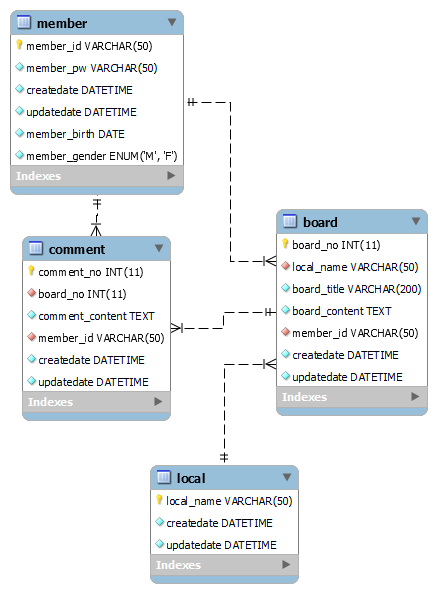 member
member_id VARCHAR(50)
member_pw VARCHAR(50)
createdate DATETIME
updatedate DATETIME
member_birth DATE
member_gender ENUM('M', 'F')
Indexes
comment
comment_no INT(11)
board_no INT(11)
comment_content TEXT
member_id VARCHAR(50)
createdate DATETIME
updatedate DATETIME
Indexes
board
board_no INT(11)
local_name VARCHAR(50)
board_title VARCHAR(200)
board_content TEXT
member_id VARCHAR(50)
createdate DATETIME
updatedate DATETIME
Indexes
local
local_name VARCHAR(50)
createdate DATETIME
updatedate DATETIME
Indexes